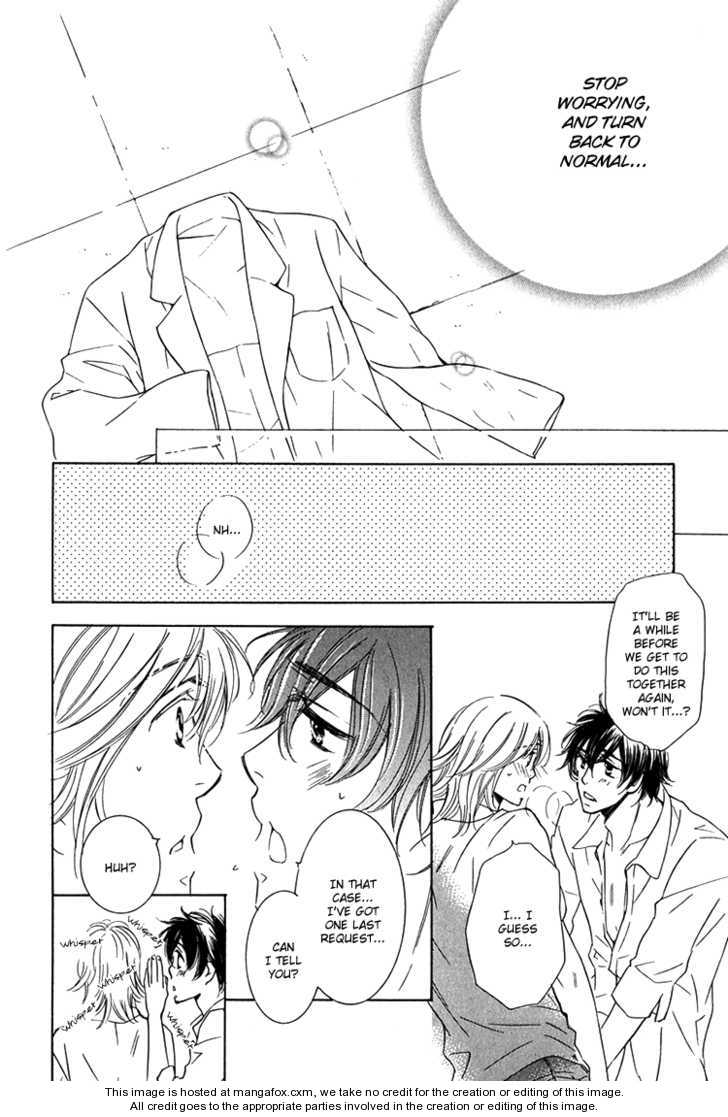 STOP
WORRYING,
AND TURN
BACK TO
NORMAL...
NH...
IT'LL BE
A WHILE
BEFORE
WE GET TO
DO THIS
TOGETHER
AGAIN,
WON'T IT...?
I... I
GUESS
SO...
IN THAT
CASE...
I'VE GOT
ONE LAST
REQUEST...
CAN
I TELL
YOU?
HUH?
whisper
whisper
whisper
whisper
whisper
This image is hosted at mangafox.cxm, we take no credit for the creation or editing of this image.
All credit goes to the appropriate parties involved in the creation or editing of this image.